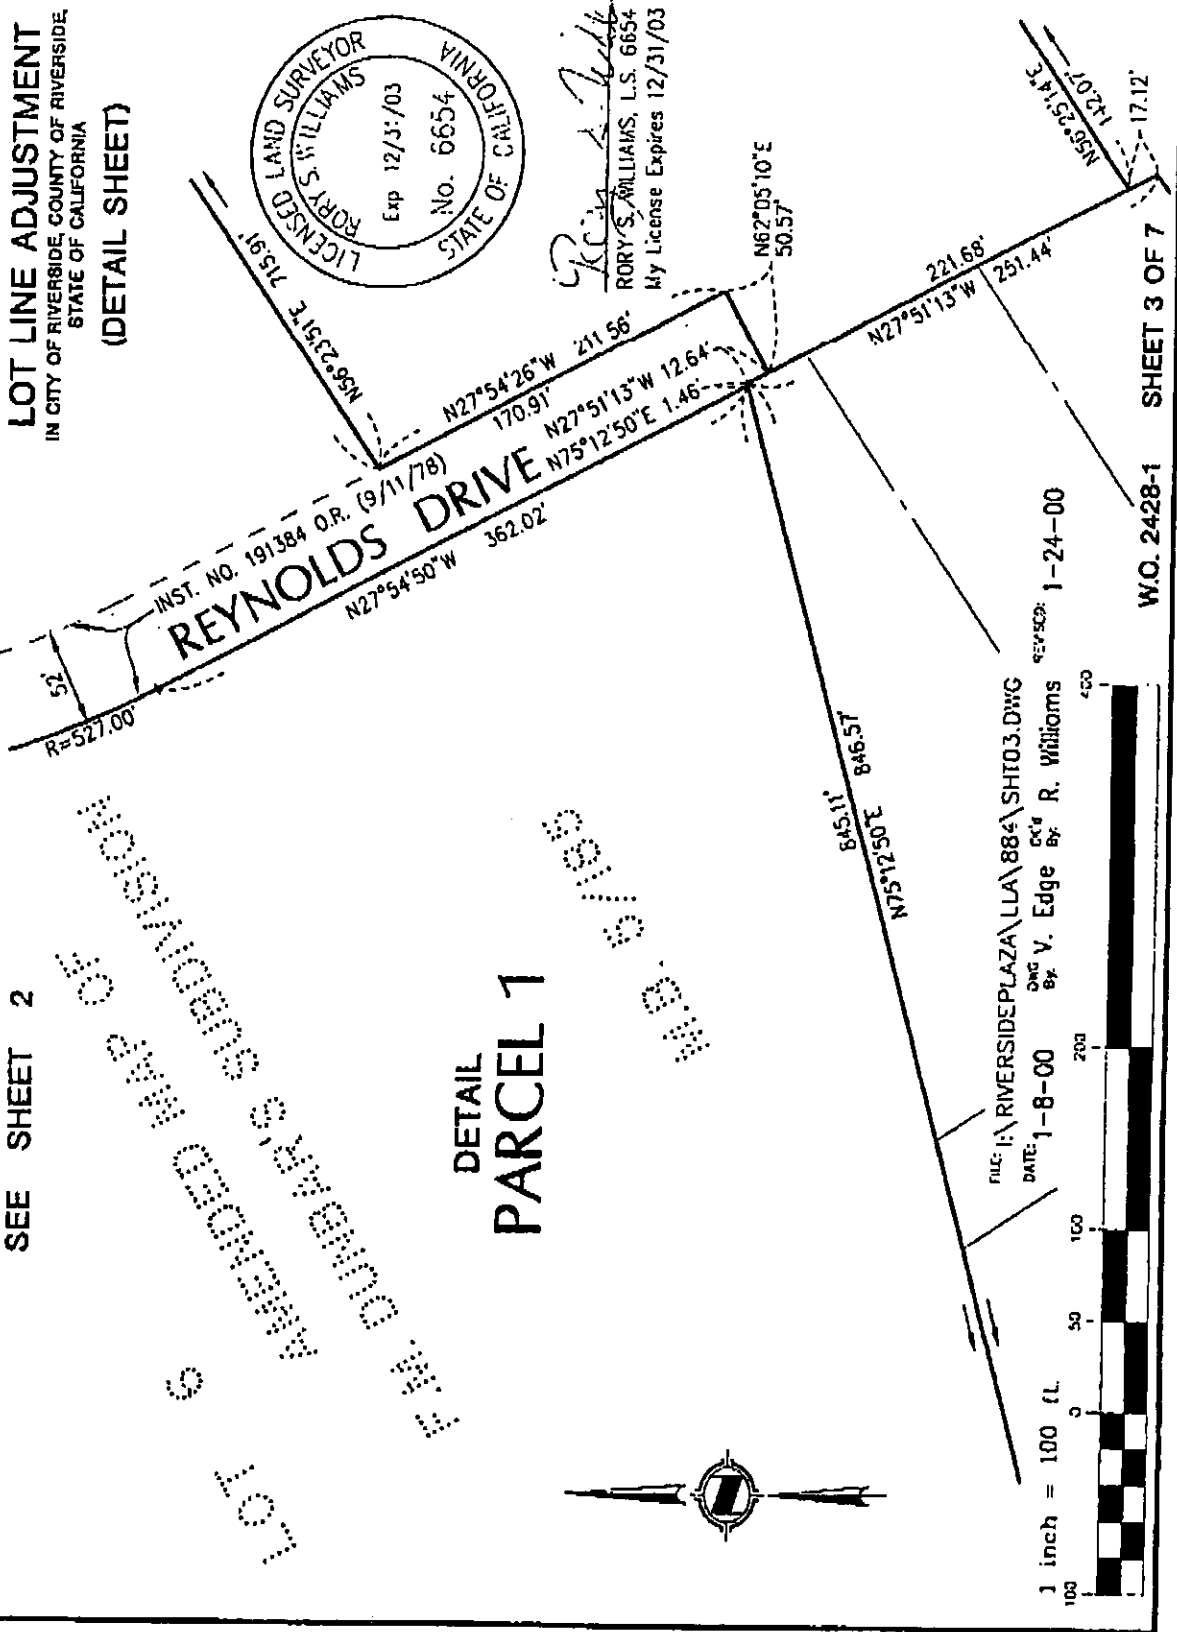 LOT LINE ADJUSTMENT
IN CITY OF RIVERSIDE, COUNTY OF RIVERSIDE,
STATE OF CALIFORNIA
(DETAIL SHEET)
SEE SHEET 2
LICENSED LAND SURVEYOR
RORY S. WILLIAMS
Exp 12/31/03
No. 6654
STATE OF CALIFORNIA
RORY S. WILLIAMS, L.S. 6654
My License Expires 12/31/03
R=527.00'
52'
INST. NO. 191384 O.R. (9/11/78)
REYNOLDS DRIVE
N27°54'50"W 362.02'
N56°23'51"E 715.91'
N27°54'26"W 211.56'
170.91'
N27°51'13"W 12.64'
N75°12'50"E 1.46'
N62°05'10"E
50.57'
221.68'
N27°51'13"W 251.44'
N56°25'14"E 142.07'
17.12'
LOT 6
AMENDED MAP OF
F.M. DUNBAR'S SUBDIVISION
M.B. 5/195
DETAIL
PARCEL 1
845.11' 846.57'
N75°12'50"E
FILE: I:\RIVERSIDEPLAZA\LLA\884\SHT03.DWG
DATE: 1-8-00 DWG By: V. Edge CK'd By: R. Williams REVISED: 1-24-00
1 inch = 100 ft.
100 0 50 100 200 400
W.O. 2428-1 SHEET 3 OF 7